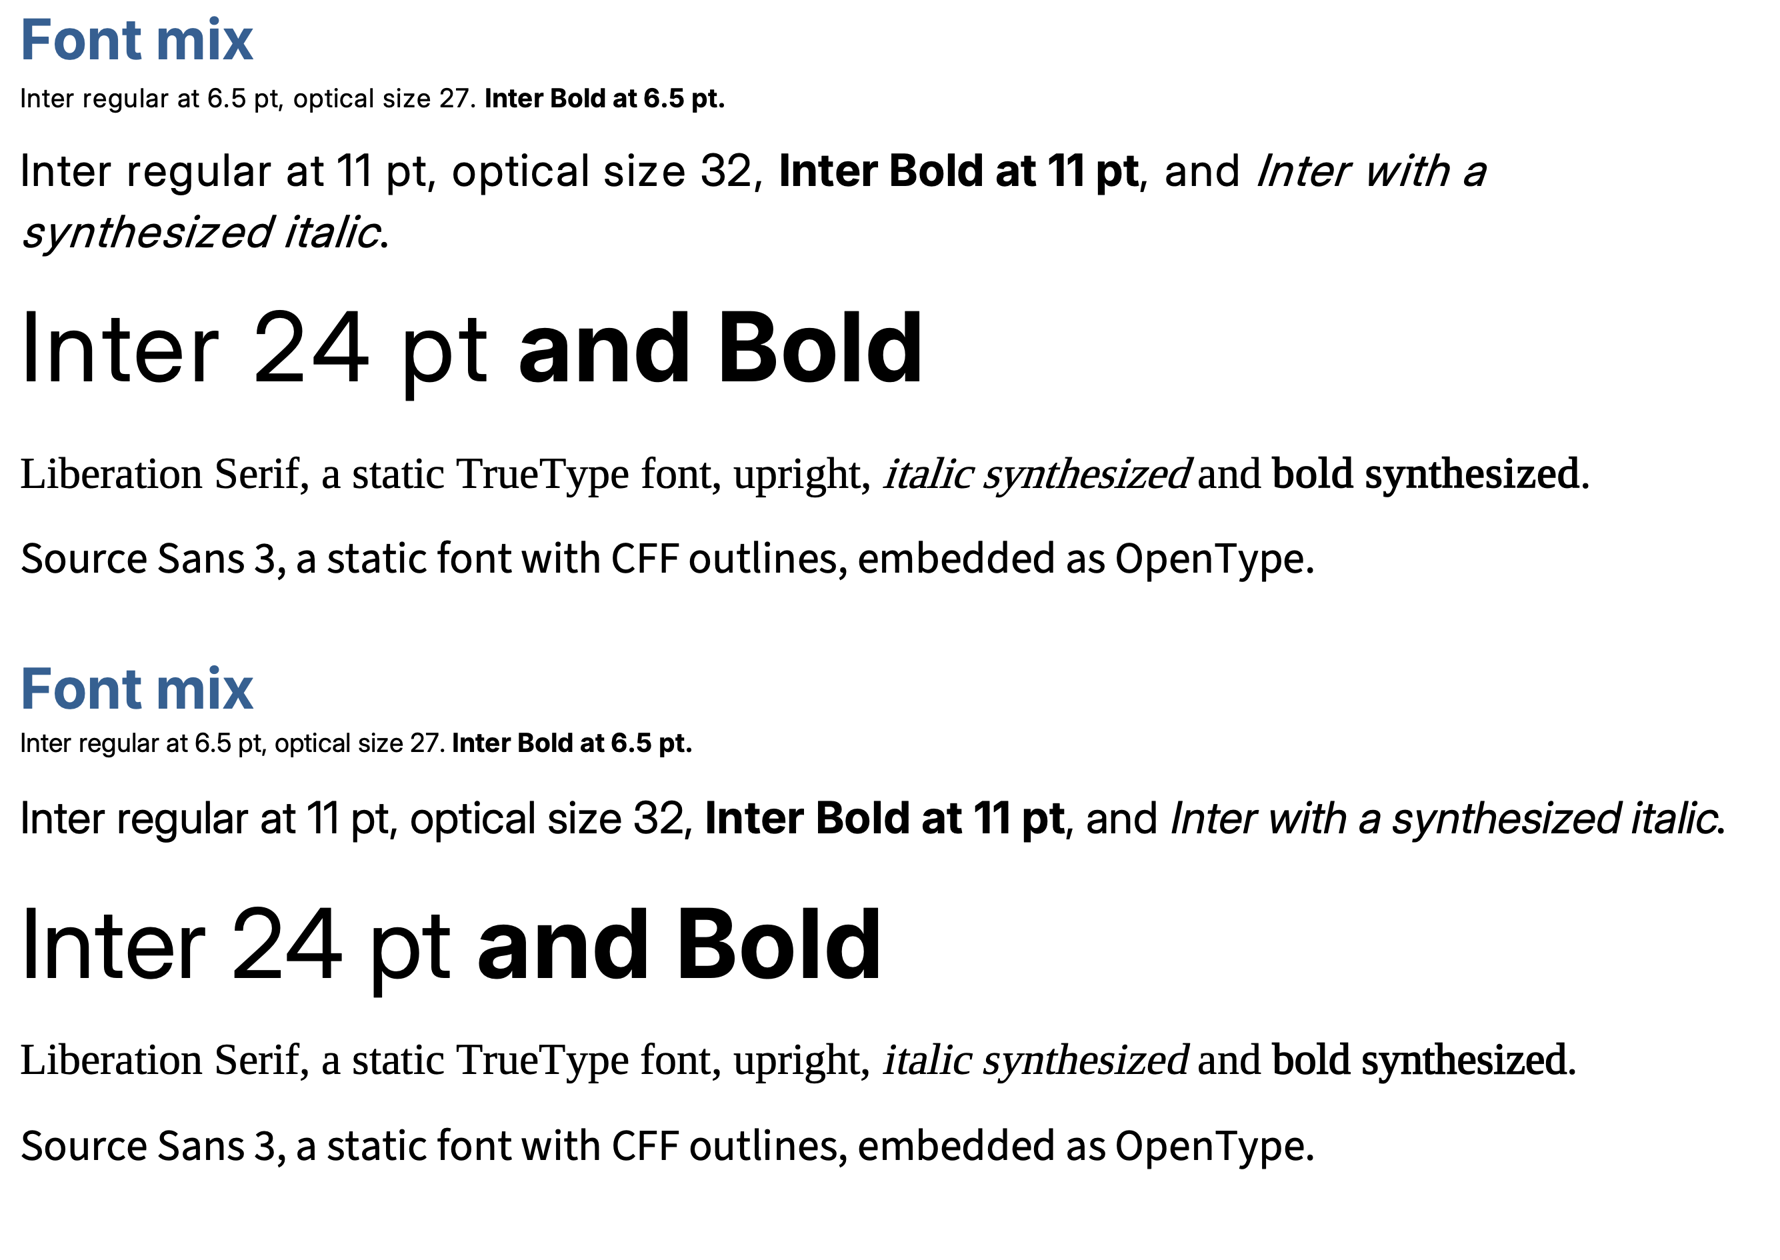 Font mix
Inter regular at 6.5 pt, optical size 27. Inter Bold at 6.5 pt.
Inter regular at 11 pt, optical size 32, Inter Bold at 11 pt, and Inter with a
synthesized italic.
Inter 24 pt and Bold
Liberation Serif, a static TrueType font, upright, italic synthesized and bold synthesized.
Source Sans 3, a static font with CFF outlines, embedded as OpenType.
Font mix
Inter regular at 6.5 pt, optical size 27. Inter Bold at 6.5 pt.
Inter regular at 11 pt, optical size 32, Inter Bold at 11 pt, and Inter with a synthesized italic.
Inter 24 pt and Bold
Liberation Serif, a static TrueType font, upright, italic synthesized and bold synthesized.
Source Sans 3, a static font with CFF outlines, embedded as OpenType.